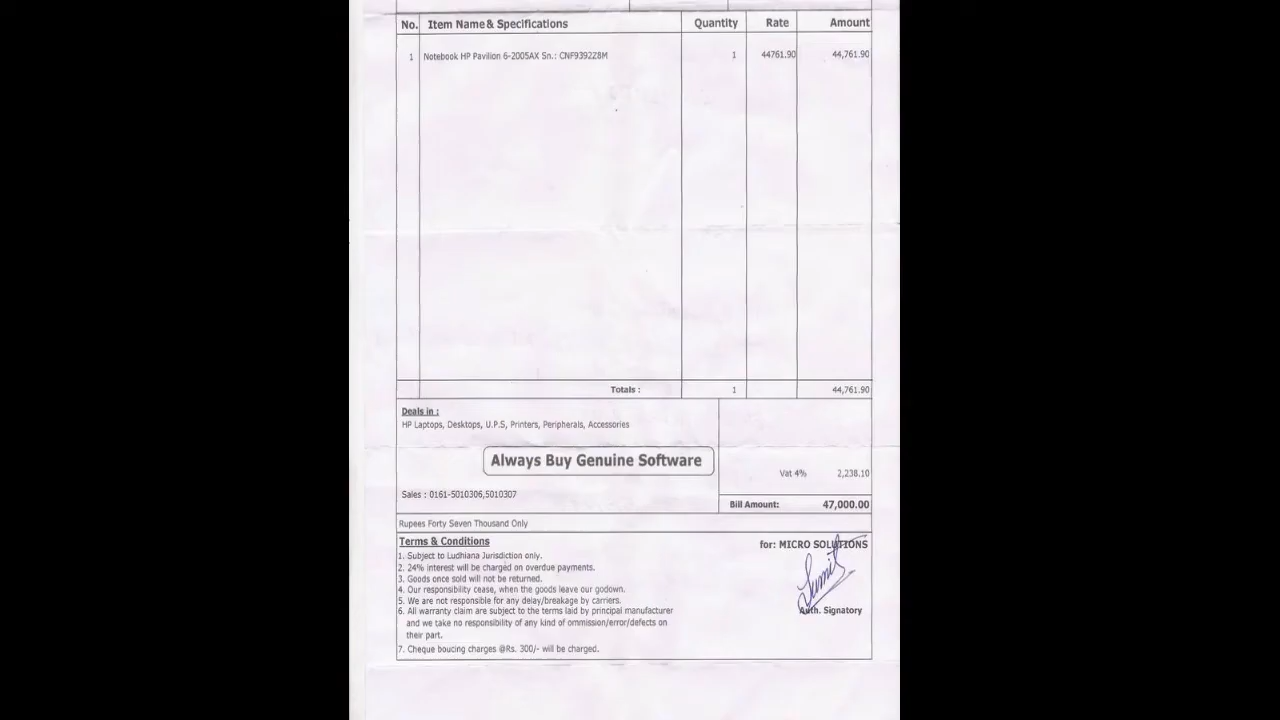 No. Item Name & Specifications Quantity Rate Amount
1 Notebook HP Pavilion 6-2005AX Sn.: CNF9392Z8M 1 44761.90 44,761.90
Totals : 1 44,761.90
Deals in :
HP Laptops, Desktops, U.P.S, Printers, Peripherals, Accessories
Always Buy Genuine Software
Vat 4% 2,238.10
Sales : 0161-5010306,5010307
Bill Amount: 47,000.00
Rupees Forty Seven Thousand Only
Terms & Conditions
for: MICRO SOLUTIONS
1. Subject to Ludhiana Jurisdiction only.
2. 24% interest will be charged on overdue payments.
3. Goods once sold will not be returned.
4. Our responsibility cease, when the goods leave our godown.
5. We are not responsible for any delay/breakage by carriers.
6. All warranty claim are subject to the terms laid by principal manufacturer
and we take no responsibility of any kind of ommission/error/defects on
their part.
Sumit
Auth. Signatory
7. Cheque boucing charges @Rs. 300/- will be charged.